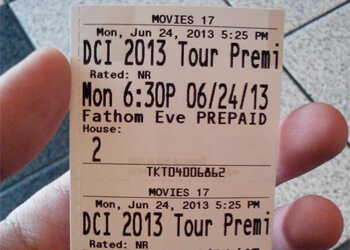 MOVIES 17
Mon, Jun 24, 2013 5:25 PM
DCI 2013 Tour Premi
Rated: NR
Mon 6:30P 06/24/13
Fathom Eve PREPAID
House:
2
TKT04006862
MOVIES 17
Mon, Jun 24, 2013 5:25 PM
DCI 2013 Tour Premi
Rated: NR